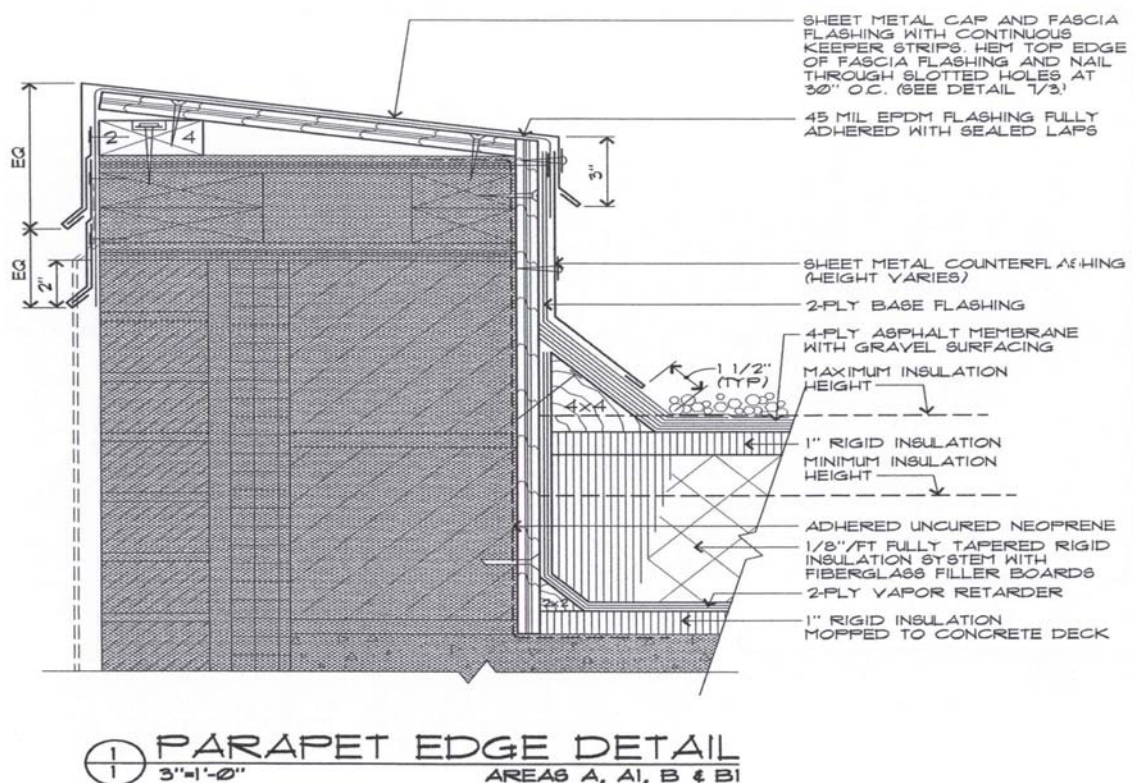 SHEET METAL CAP AND FASCIA
FLASHING WITH CONTINUOUS
KEEPER STRIPS. HEM TOP EDGE
OF FASCIA FLASHING AND NAIL
THROUGH SLOTTED HOLES AT
30" O.C. (SEE DETAIL 7/3.)
45 MIL EPDM FLASHING FULLY
ADHERED WITH SEALED LAPS
2 4
EQ
3"
EQ
2"
SHEET METAL COUNTERFLASHING
(HEIGHT VARIES)
2-PLY BASE FLASHING
4-PLY ASPHALT MEMBRANE
WITH GRAVEL SURFACING
1 1/2"
(TYP.)
MAXIMUM INSULATION
HEIGHT
4x4
1" RIGID INSULATION
MINIMUM INSULATION
HEIGHT
ADHERED UNCURED NEOPRENE
1/8"/FT FULLY TAPERED RIGID
INSULATION SYSTEM WITH
FIBERGLASS FILLER BOARDS
2-PLY VAPOR RETARDER
2x2
1" RIGID INSULATION
MOPPED TO CONCRETE DECK
1
1
PARAPET EDGE DETAIL
3"=1'-0"
AREAS A, A1, B & B1